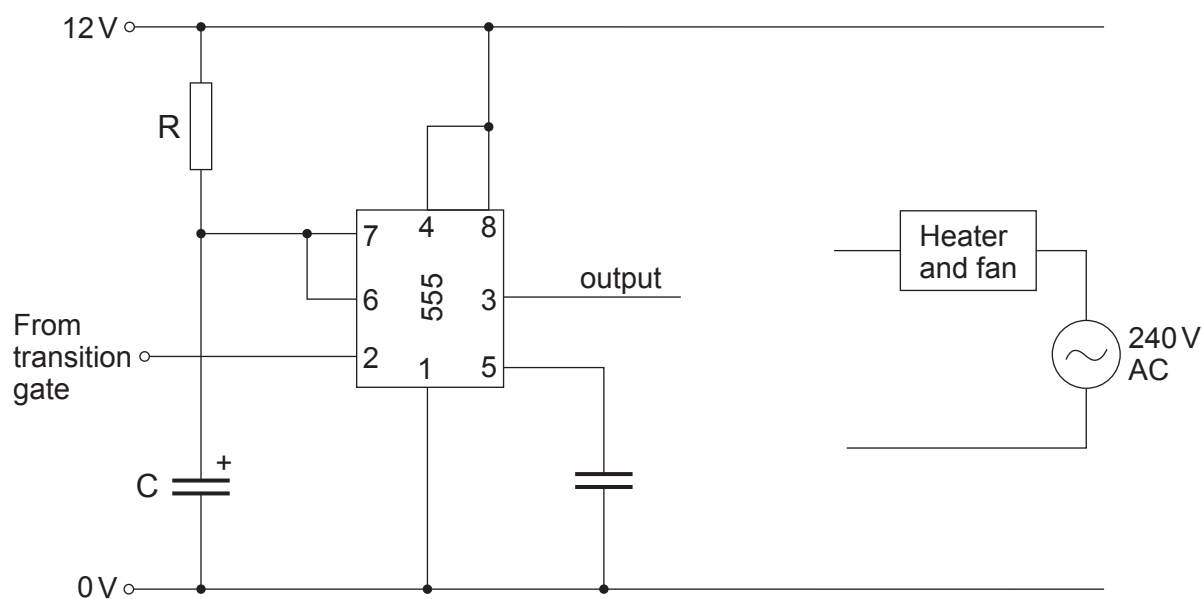 12 V
R
7
4
8
Heater
and fan
6
555
3
output
From
transition
gate
2
1
5
240 V
AC
C
+
0 V